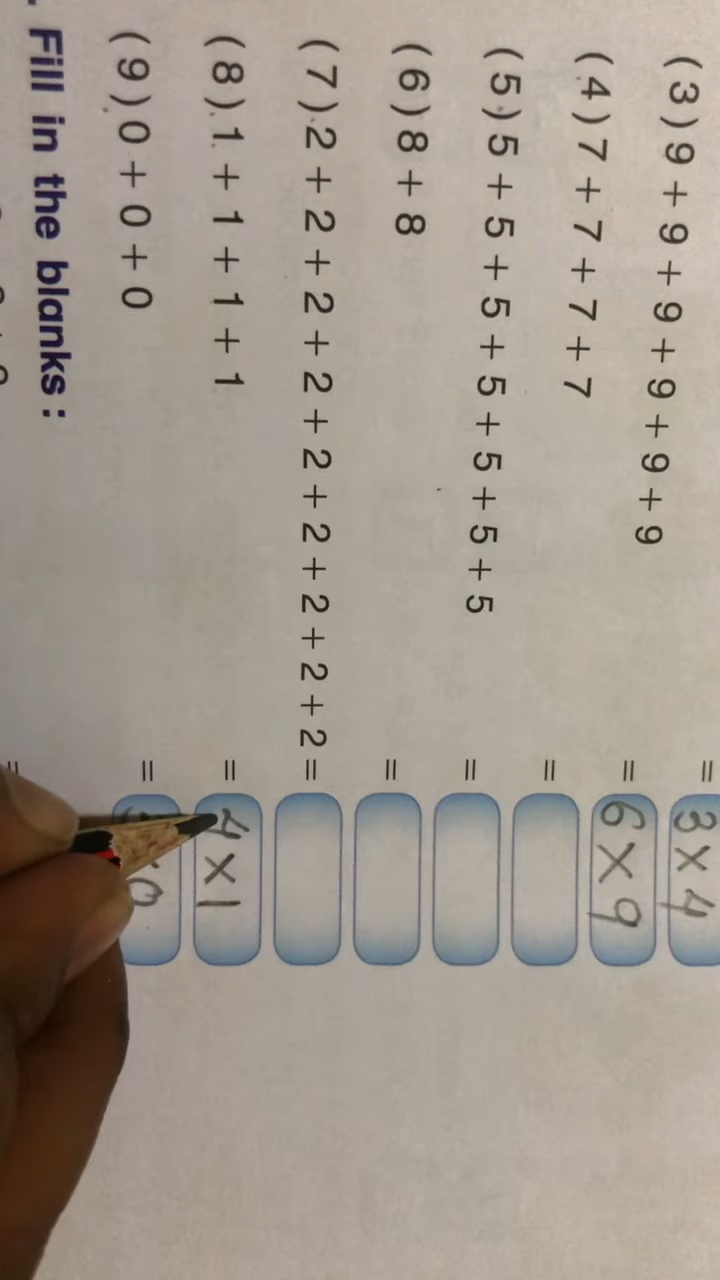 = 3 × 4
(3) 9 + 9 + 9 + 9 + 9 + 9 = 6 × 9
(4) 7 + 7 + 7 + 7 =
(5) 5 + 5 + 5 + 5 + 5 + 5 + 5 =
(6) 8 + 8 =
(7) 2 + 2 + 2 + 2 + 2 + 2 + 2 + 2 + 2 =
(8) 1 + 1 + 1 + 1 = 4 × 1
(9) 0 + 0 + 0 = 0
Fill in the blanks :